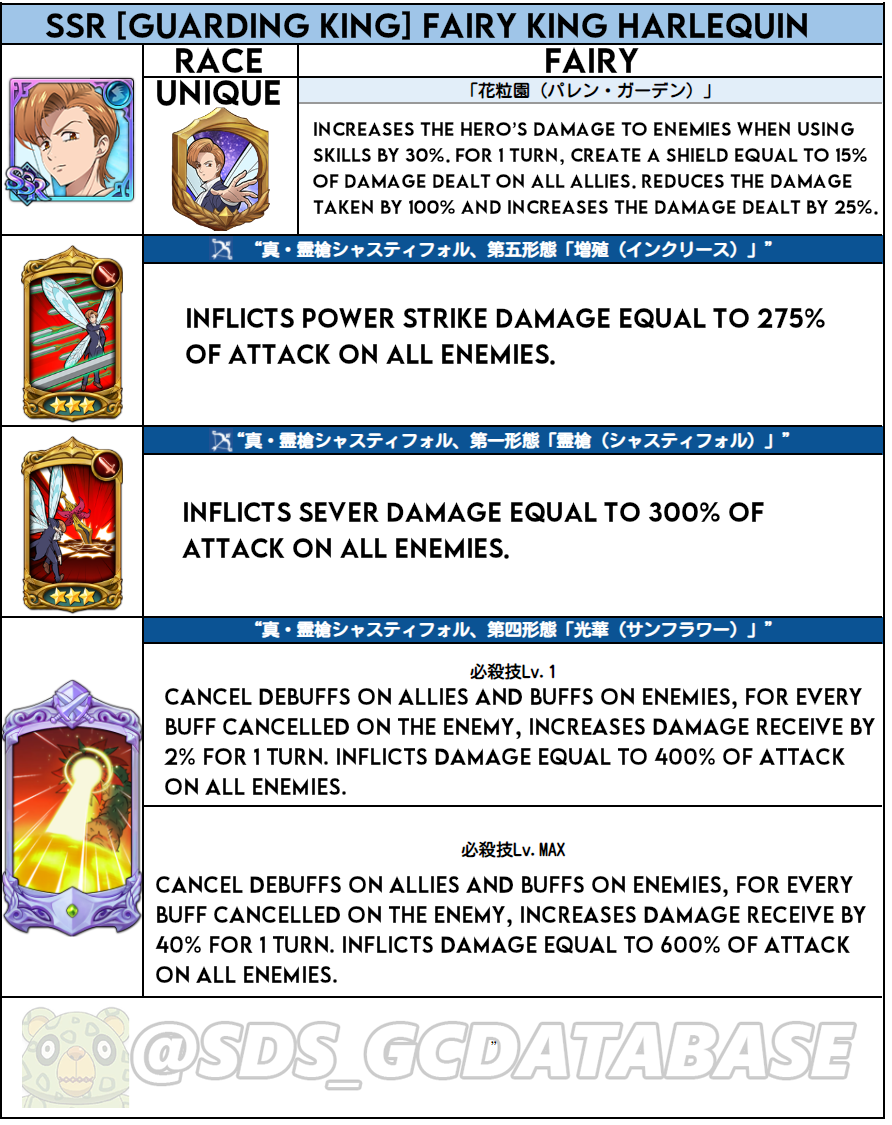 SSR [GUARDING KING] FAIRY KING HARLEQUIN
RACE
FAIRY
UNIQUE
「花粒園（パレン・ガーデン）」
SSR
INCREASES THE HERO'S DAMAGE TO ENEMIES WHEN USING
SKILLS BY 30%. FOR 1 TURN, CREATE A SHIELD EQUAL TO 15%
OF DAMAGE DEALT ON ALL ALLIES. REDUCES THE DAMAGE
TAKEN BY 100% AND INCREASES THE DAMAGE DEALT BY 25%.
“真・霊槍シャスティフォル、第五形態「増殖（インクリース）」”
INFLICTS POWER STRIKE DAMAGE EQUAL TO 275%
OF ATTACK ON ALL ENEMIES.
“真・霊槍シャスティフォル、第一形態「霊槍（シャスティフォル）」”
INFLICTS SEVER DAMAGE EQUAL TO 300% OF
ATTACK ON ALL ENEMIES.
“真・霊槍シャスティフォル、第四形態「光華（サンフラワー）」”
必殺技Lv.1
CANCEL DEBUFFS ON ALLIES AND BUFFS ON ENEMIES, FOR EVERY
BUFF CANCELLED ON THE ENEMY, INCREASES DAMAGE RECEIVE BY
2% FOR 1 TURN. INFLICTS DAMAGE EQUAL TO 400% OF ATTACK
ON ALL ENEMIES.
必殺技Lv.MAX
CANCEL DEBUFFS ON ALLIES AND BUFFS ON ENEMIES, FOR EVERY
BUFF CANCELLED ON THE ENEMY, INCREASES DAMAGE RECEIVE BY
40% FOR 1 TURN. INFLICTS DAMAGE EQUAL TO 600% OF ATTACK
ON ALL ENEMIES.
@SDS_GCDATABASE
”